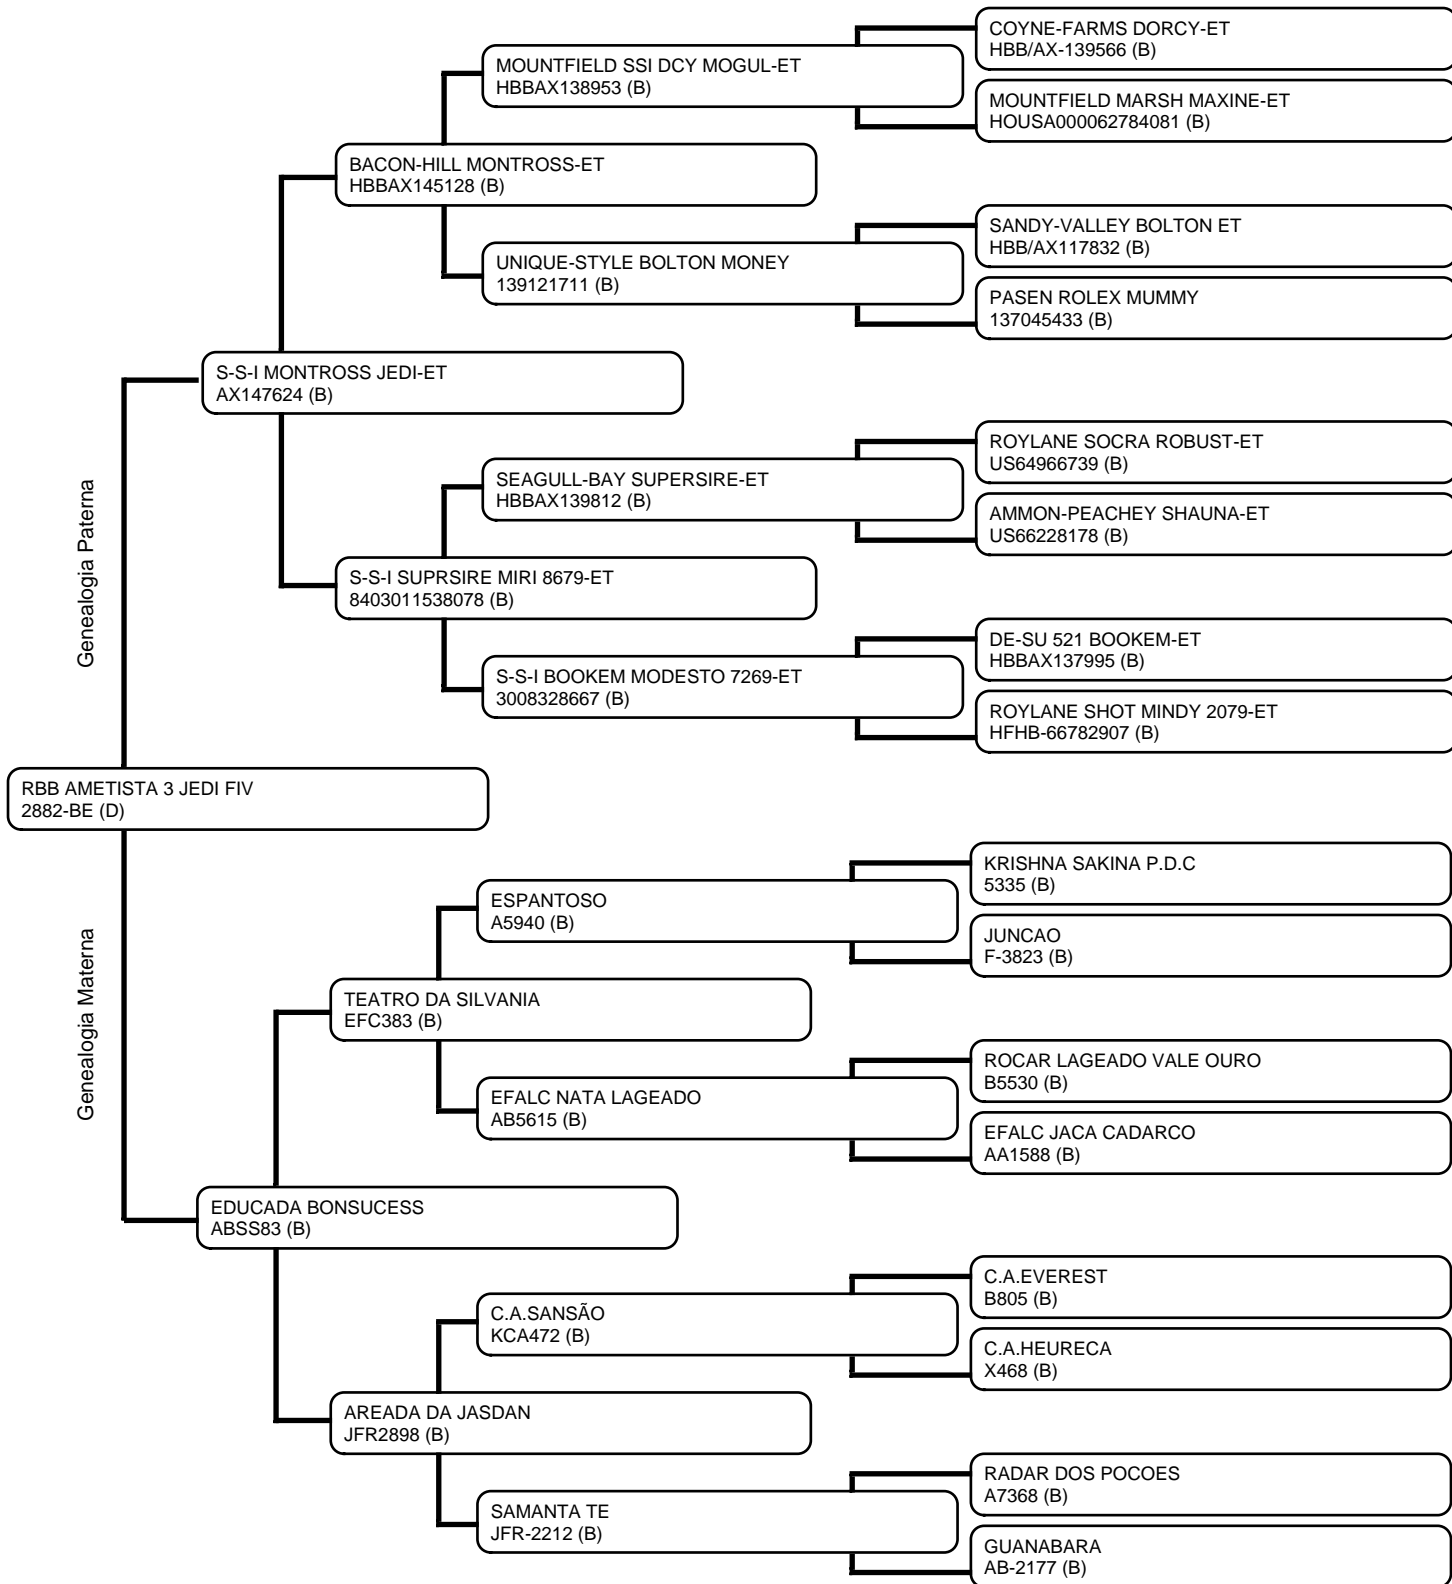 COYNE-FARMS DORCY-ET
HBB/AX-139566 (B)
MOUNTFIELD SSI DCY MOGUL-ET
HBBAX138953 (B)
MOUNTFIELD MARSH MAXINE-ET
HOUSA000062784081 (B)
BACON-HILL MONTROSS-ET
HBBAX145128 (B)
SANDY-VALLEY BOLTON ET
HBB/AX117832 (B)
UNIQUE-STYLE BOLTON MONEY
139121711 (B)
PASEN ROLEX MUMMY
137045433 (B)
S-S-I MONTROSS JEDI-ET
AX147624 (B)
ROYLANE SOCRA ROBUST-ET
US64966739 (B)
SEAGULL-BAY SUPERSIRE-ET
HBBAX139812 (B)
AMMON-PEACHEY SHAUNA-ET
US66228178 (B)
Genealogia Paterna
S-S-I SUPRSIRE MIRI 8679-ET
8403011538078 (B)
DE-SU 521 BOOKEM-ET
HBBAX137995 (B)
S-S-I BOOKEM MODESTO 7269-ET
3008328667 (B)
ROYLANE SHOT MINDY 2079-ET
HFHB-66782907 (B)
RBB AMETISTA 3 JEDI FIV
2882-BE (D)
KRISHNA SAKINA P.D.C
5335 (B)
ESPANTOSO
A5940 (B)
JUNCAO
F-3823 (B)
Genealogia Materna
TEATRO DA SILVANIA
EFC383 (B)
ROCAR LAGEADO VALE OURO
B5530 (B)
EFALC NATA LAGEADO
AB5615 (B)
EFALC JACA CADARCO
AA1588 (B)
EDUCADA BONSUCESS
ABSS83 (B)
C.A.EVEREST
B805 (B)
C.A.SANSÃO
KCA472 (B)
C.A.HEURECA
X468 (B)
AREADA DA JASDAN
JFR2898 (B)
RADAR DOS POCOES
A7368 (B)
SAMANTA TE
JFR-2212 (B)
GUANABARA
AB-2177 (B)